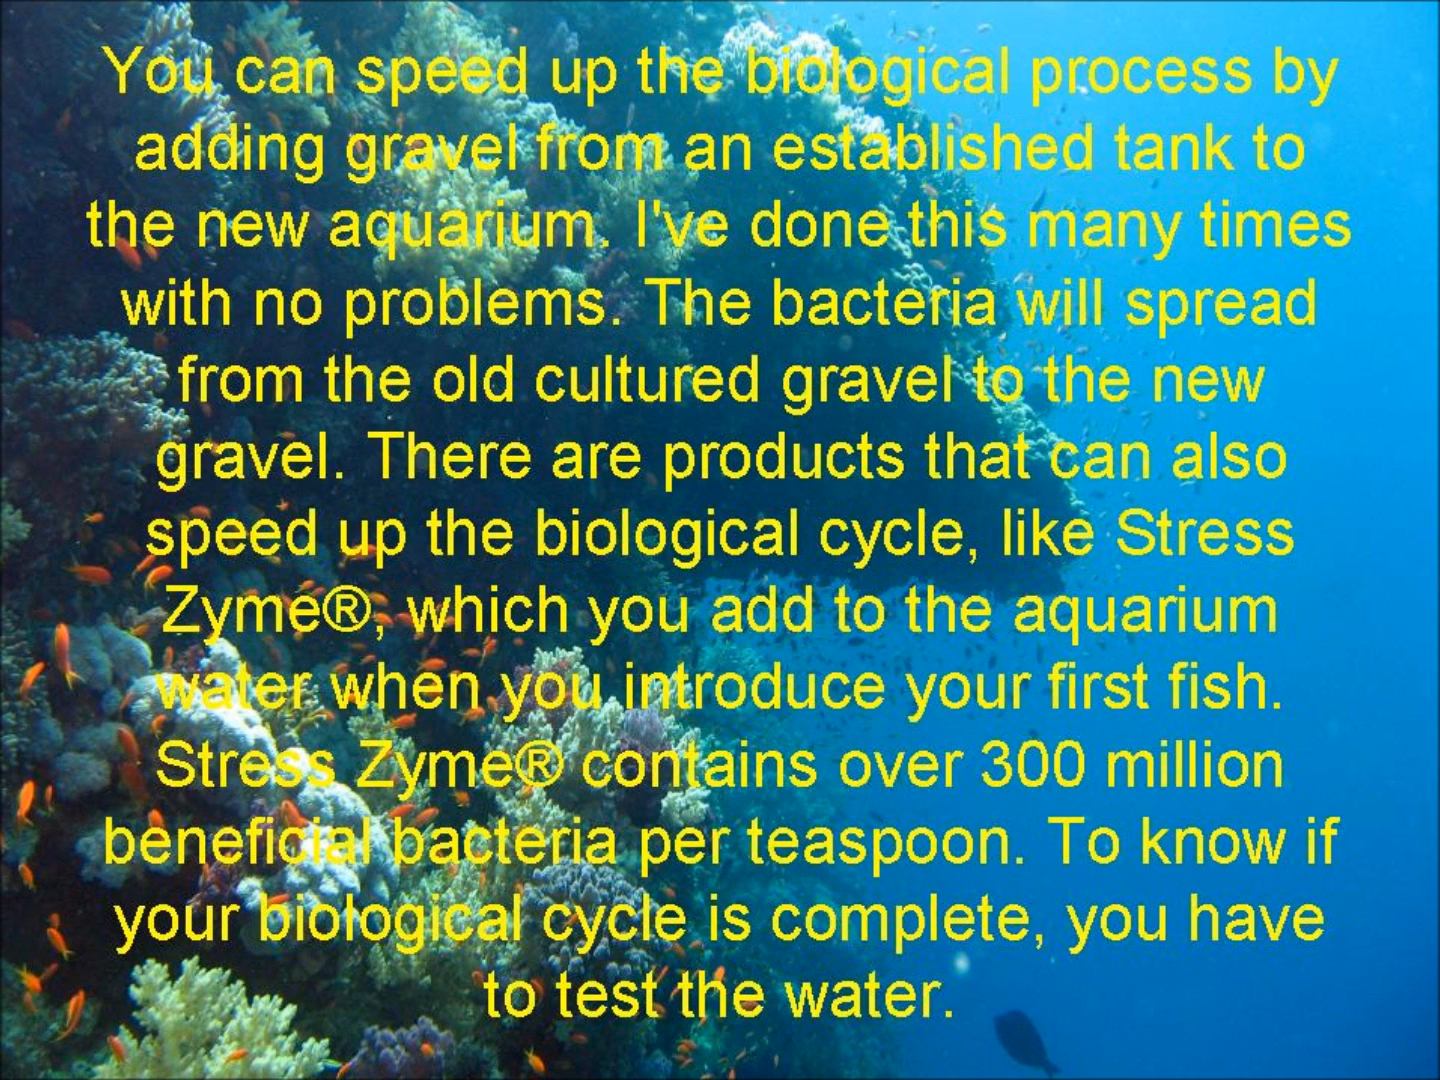 You can speed up the biological process by
adding gravel from an established tank to
the new aquarium. I've done this many times
with no problems. The bacteria will spread
from the old cultured gravel to the new
gravel. There are products that can also
speed up the biological cycle, like Stress
Zyme®, which you add to the aquarium
water when you introduce your first fish.
Stress Zyme® contains over 300 million
beneficial bacteria per teaspoon. To know if
your biological cycle is complete, you have
to test the water.